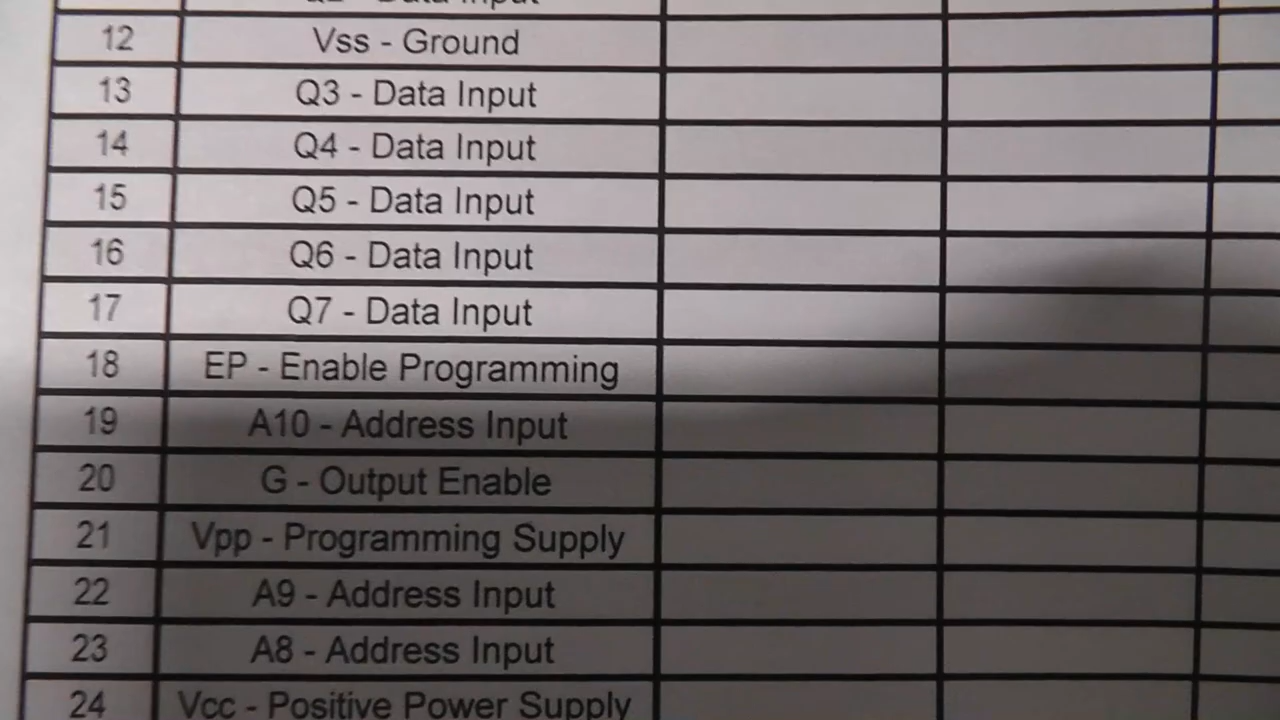 Data Input
12 Vss - Ground
13 Q3 - Data Input
14 Q4 - Data Input
15 Q5 - Data Input
16 Q6 - Data Input
17 Q7 - Data Input
18 EP - Enable Programming
19 A10 - Address Input
20 G - Output Enable
21 Vpp - Programming Supply
22 A9 - Address Input
23 A8 - Address Input
24 Vcc - Positive Power Supply